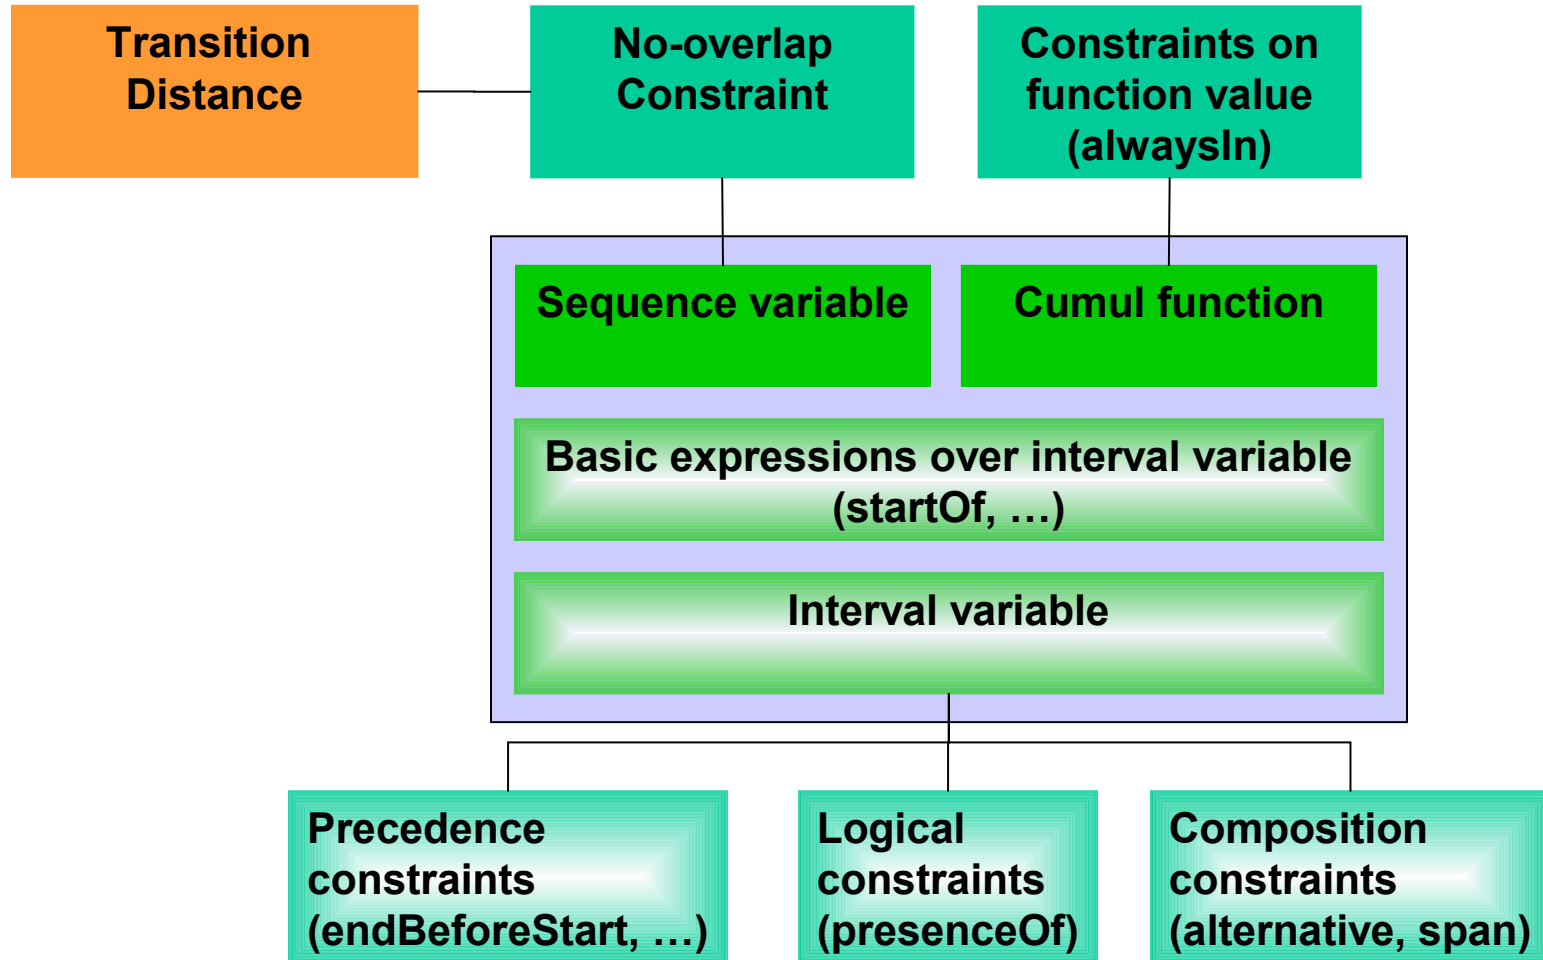 Transition
Distance
No-overlap
Constraint
Constraints on
function value
(alwaysIn)
Sequence variable
Cumul function
Basic expressions over interval variable
(startOf, …)
Interval variable
Precedence
constraints
(endBeforeStart, …)
Logical
constraints
(presenceOf)
Composition
constraints
(alternative, span)